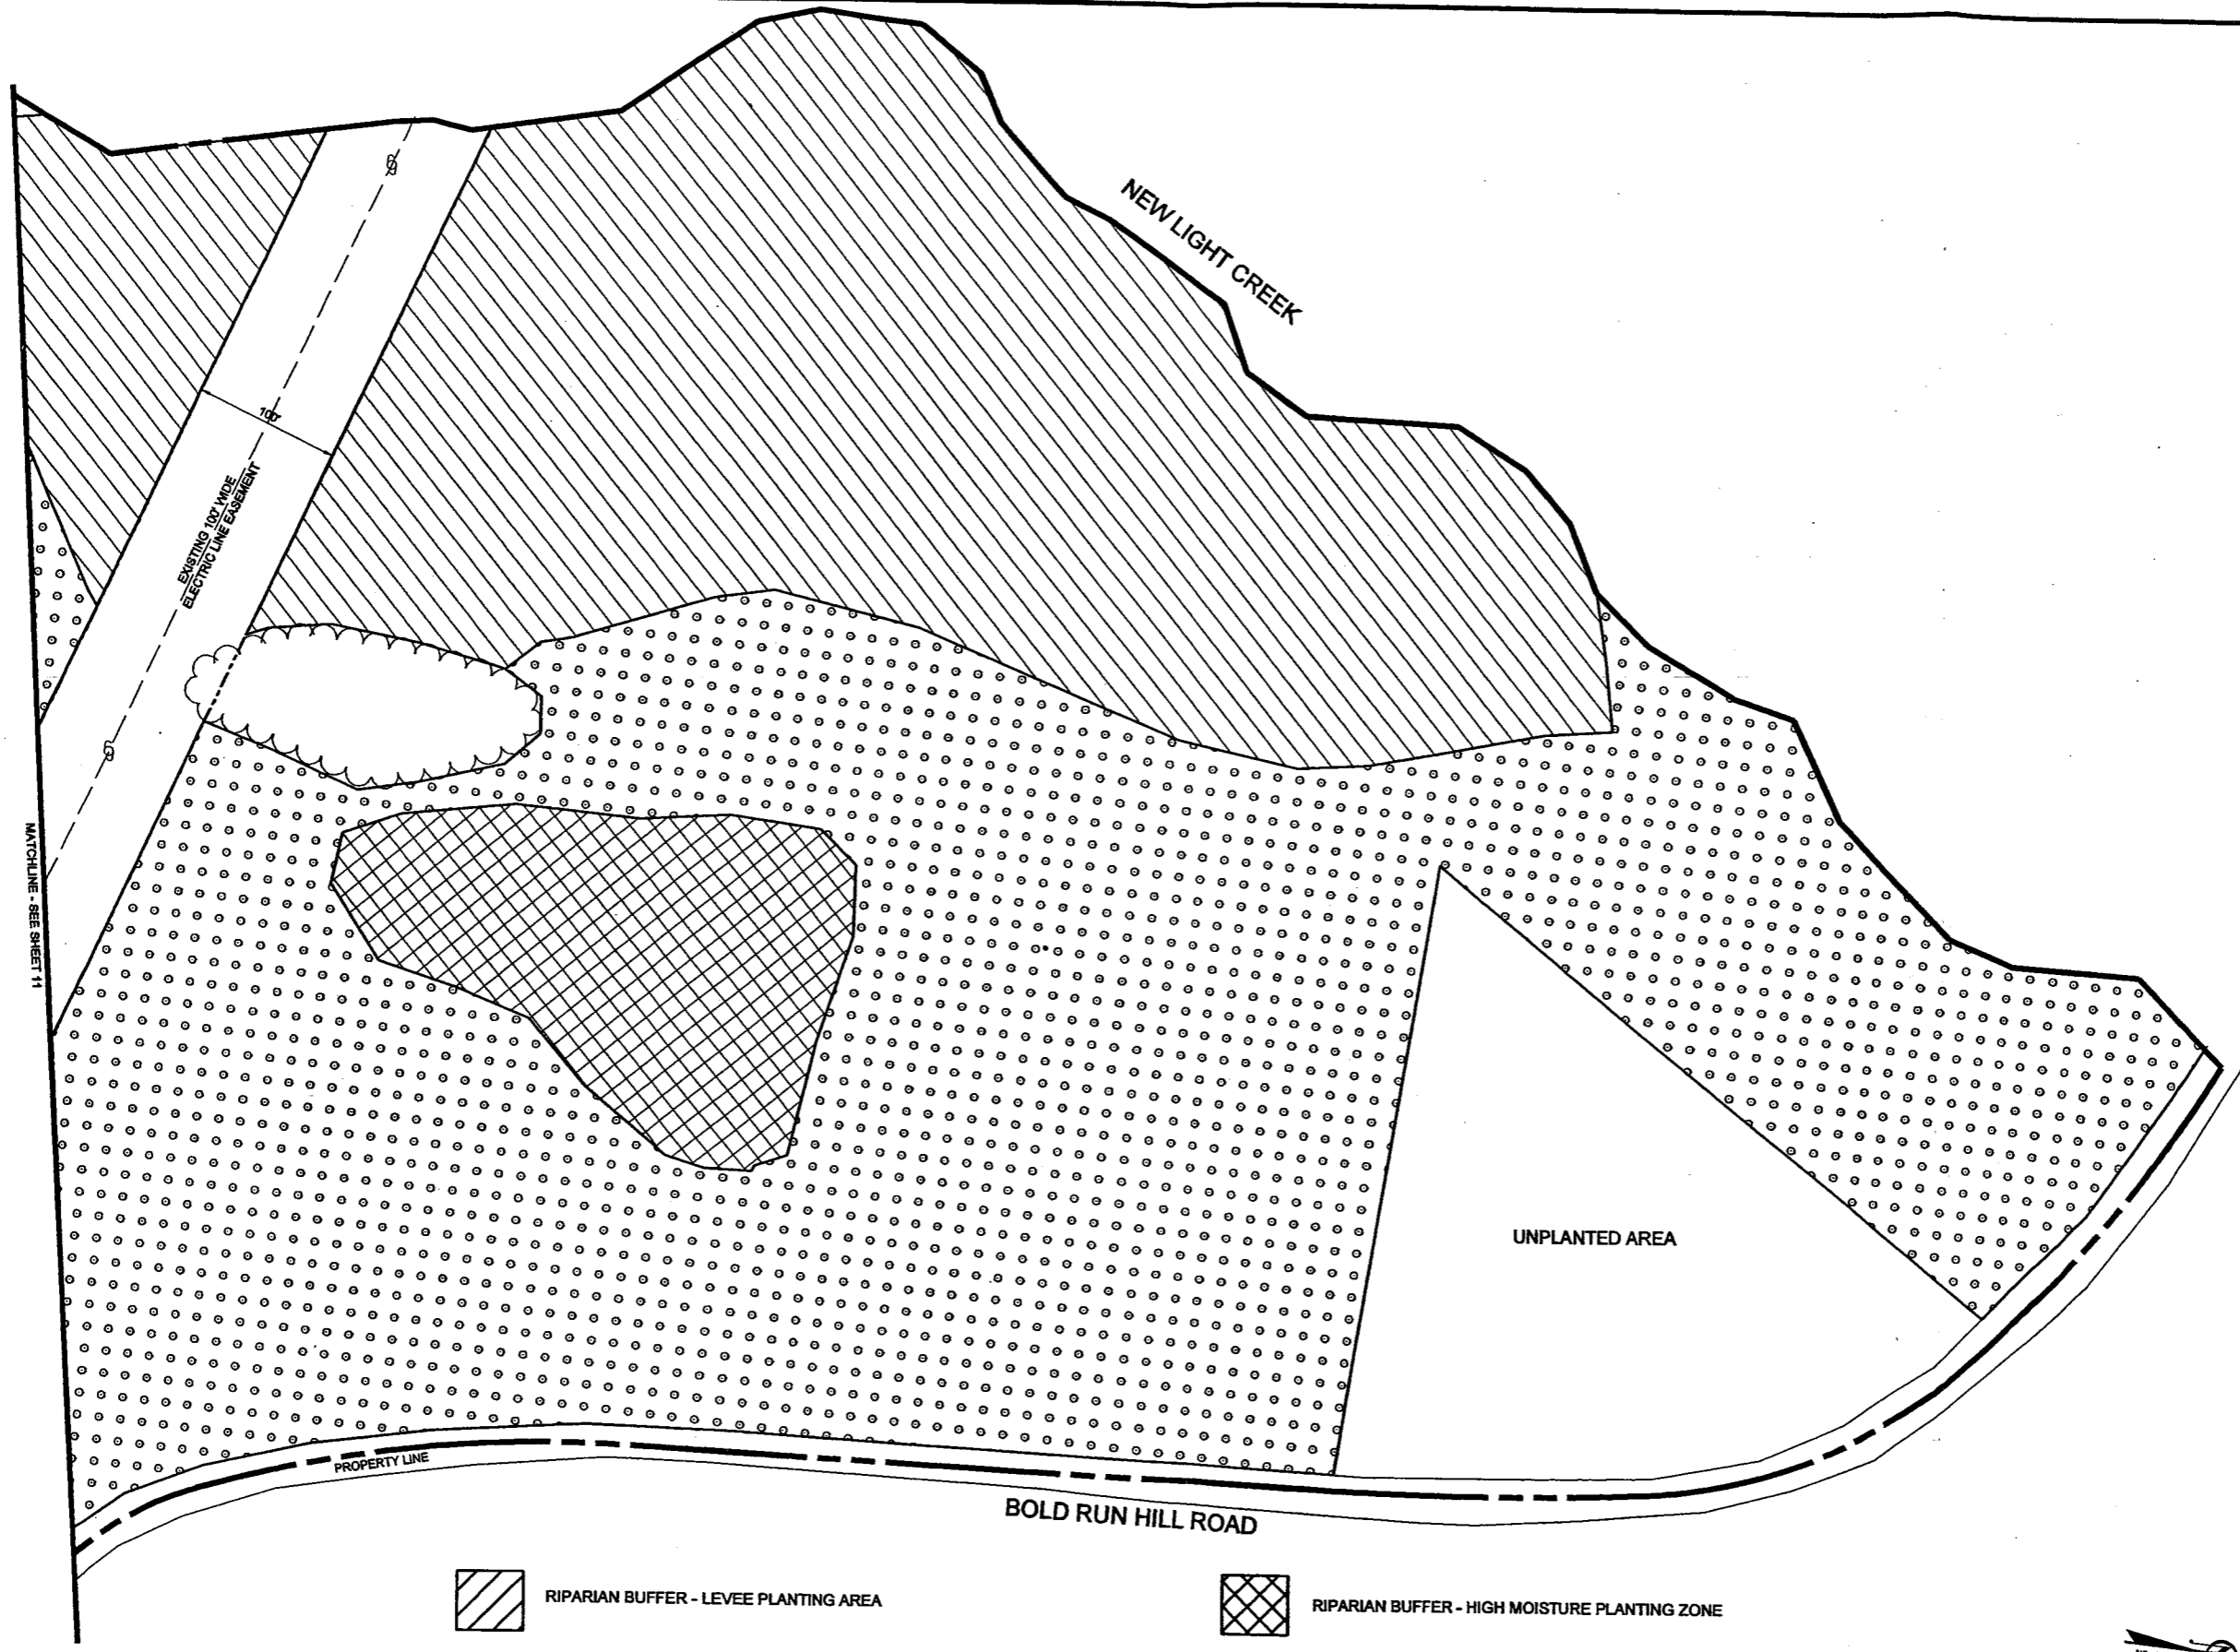 NEW LIGHT CREEK
100'
EXISTING 100' WIDE
ELECTRIC LINE EASEMENT
MATCHLINE - SEE SHEET 11
UNPLANTED AREA
PROPERTY LINE
BOLD RUN HILL ROAD
RIPARIAN BUFFER - LEVEE PLANTING AREA
RIPARIAN BUFFER - HIGH MOISTURE PLANTING ZONE